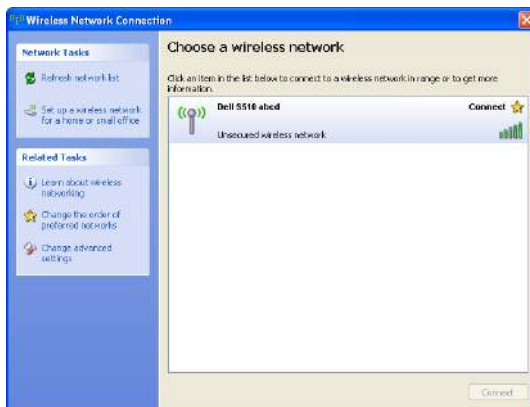 Wireless Network Connection
Network Tasks
Refresh network list
Set up a wireless network
for a home or small office
Related Tasks
Learn about wireless
networking
Change the order of
preferred networks
Change advanced
settings
Choose a wireless network
Click an item in the list below to connect to a wireless network in range or to get more
information.
Dell 5510 abcd
Connect
Unsecured wireless network
Connect